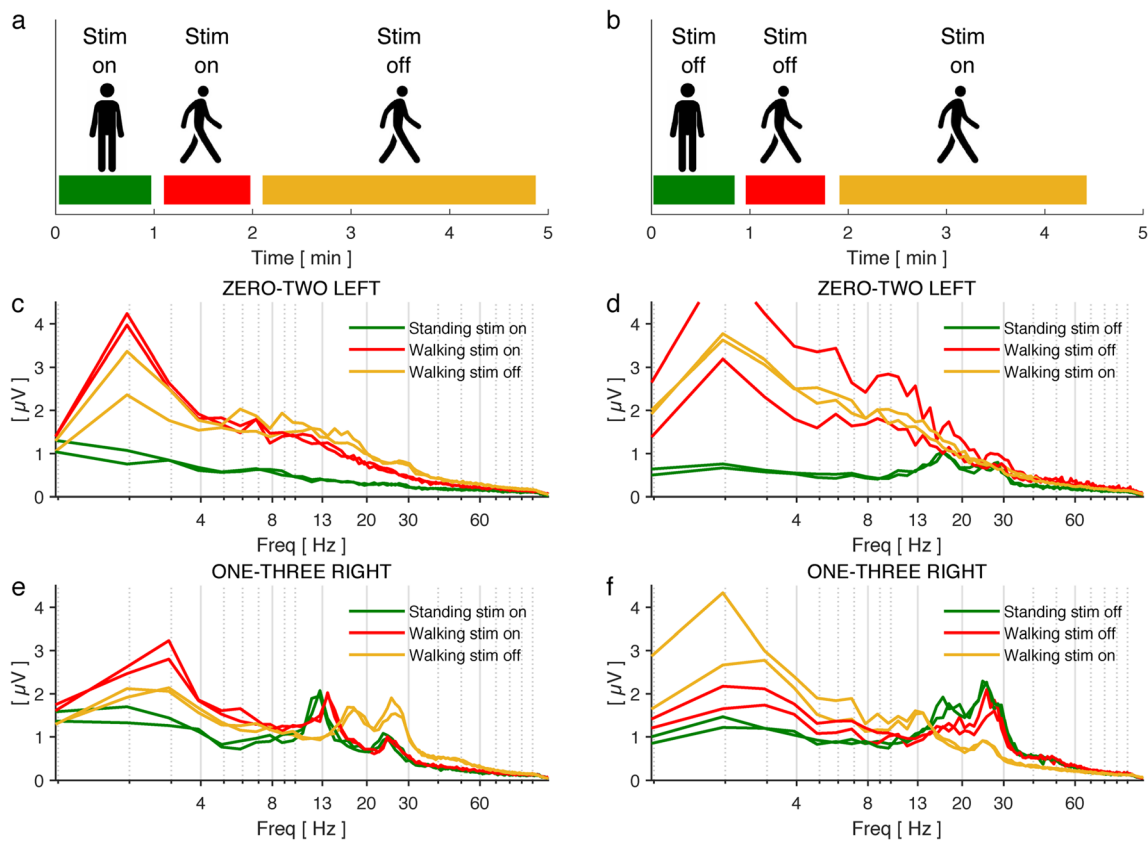 a
Stim on
Stim on
Stim off
0 1 2 3 4 5
Time [ min ]
b
Stim off
Stim off
Stim on
0 1 2 3 4 5
Time [ min ]
c
ZERO-TWO LEFT
Standing stim on
Walking stim on
Walking stim off
[ µV ]
4
3
2
1
0
4 8 13 20 30 60
Freq [ Hz ]
d
ZERO-TWO LEFT
Standing stim off
Walking stim off
Walking stim on
[ µV ]
4
3
2
1
0
4 8 13 20 30 60
Freq [ Hz ]
e
ONE-THREE RIGHT
Standing stim on
Walking stim on
Walking stim off
[ µV ]
4
3
2
1
0
4 8 13 20 30 60
Freq [ Hz ]
f
ONE-THREE RIGHT
Standing stim off
Walking stim off
Walking stim on
[ µV ]
4
3
2
1
0
4 8 13 20 30 60
Freq [ Hz ]